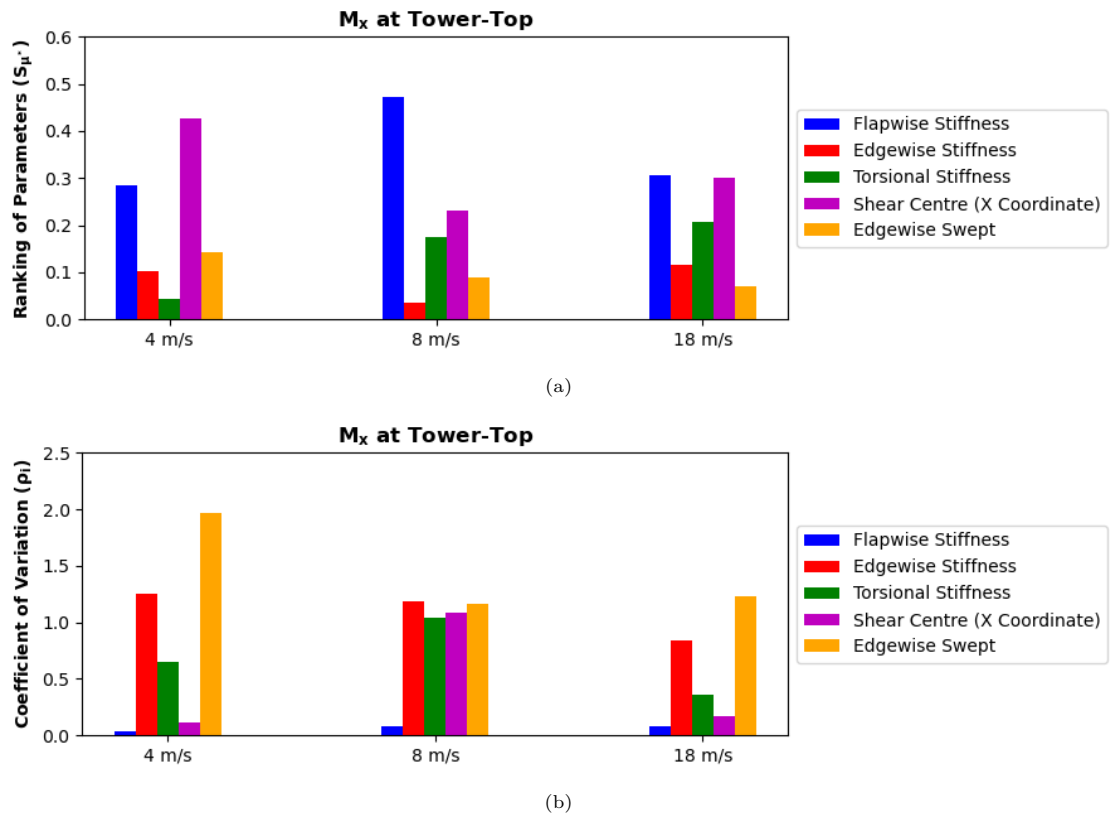 Mx at Tower-Top
Ranking of Parameters (Sμ*)
0.6
0.5
0.4
0.3
0.2
0.1
0.0
4 m/s
8 m/s
18 m/s
Flapwise Stiffness
Edgewise Stiffness
Torsional Stiffness
Shear Centre (X Coordinate)
Edgewise Swept
(a)
Mx at Tower-Top
Coefficient of Variation (ρi)
2.5
2.0
1.5
1.0
0.5
0.0
4 m/s
8 m/s
18 m/s
Flapwise Stiffness
Edgewise Stiffness
Torsional Stiffness
Shear Centre (X Coordinate)
Edgewise Swept
(b)